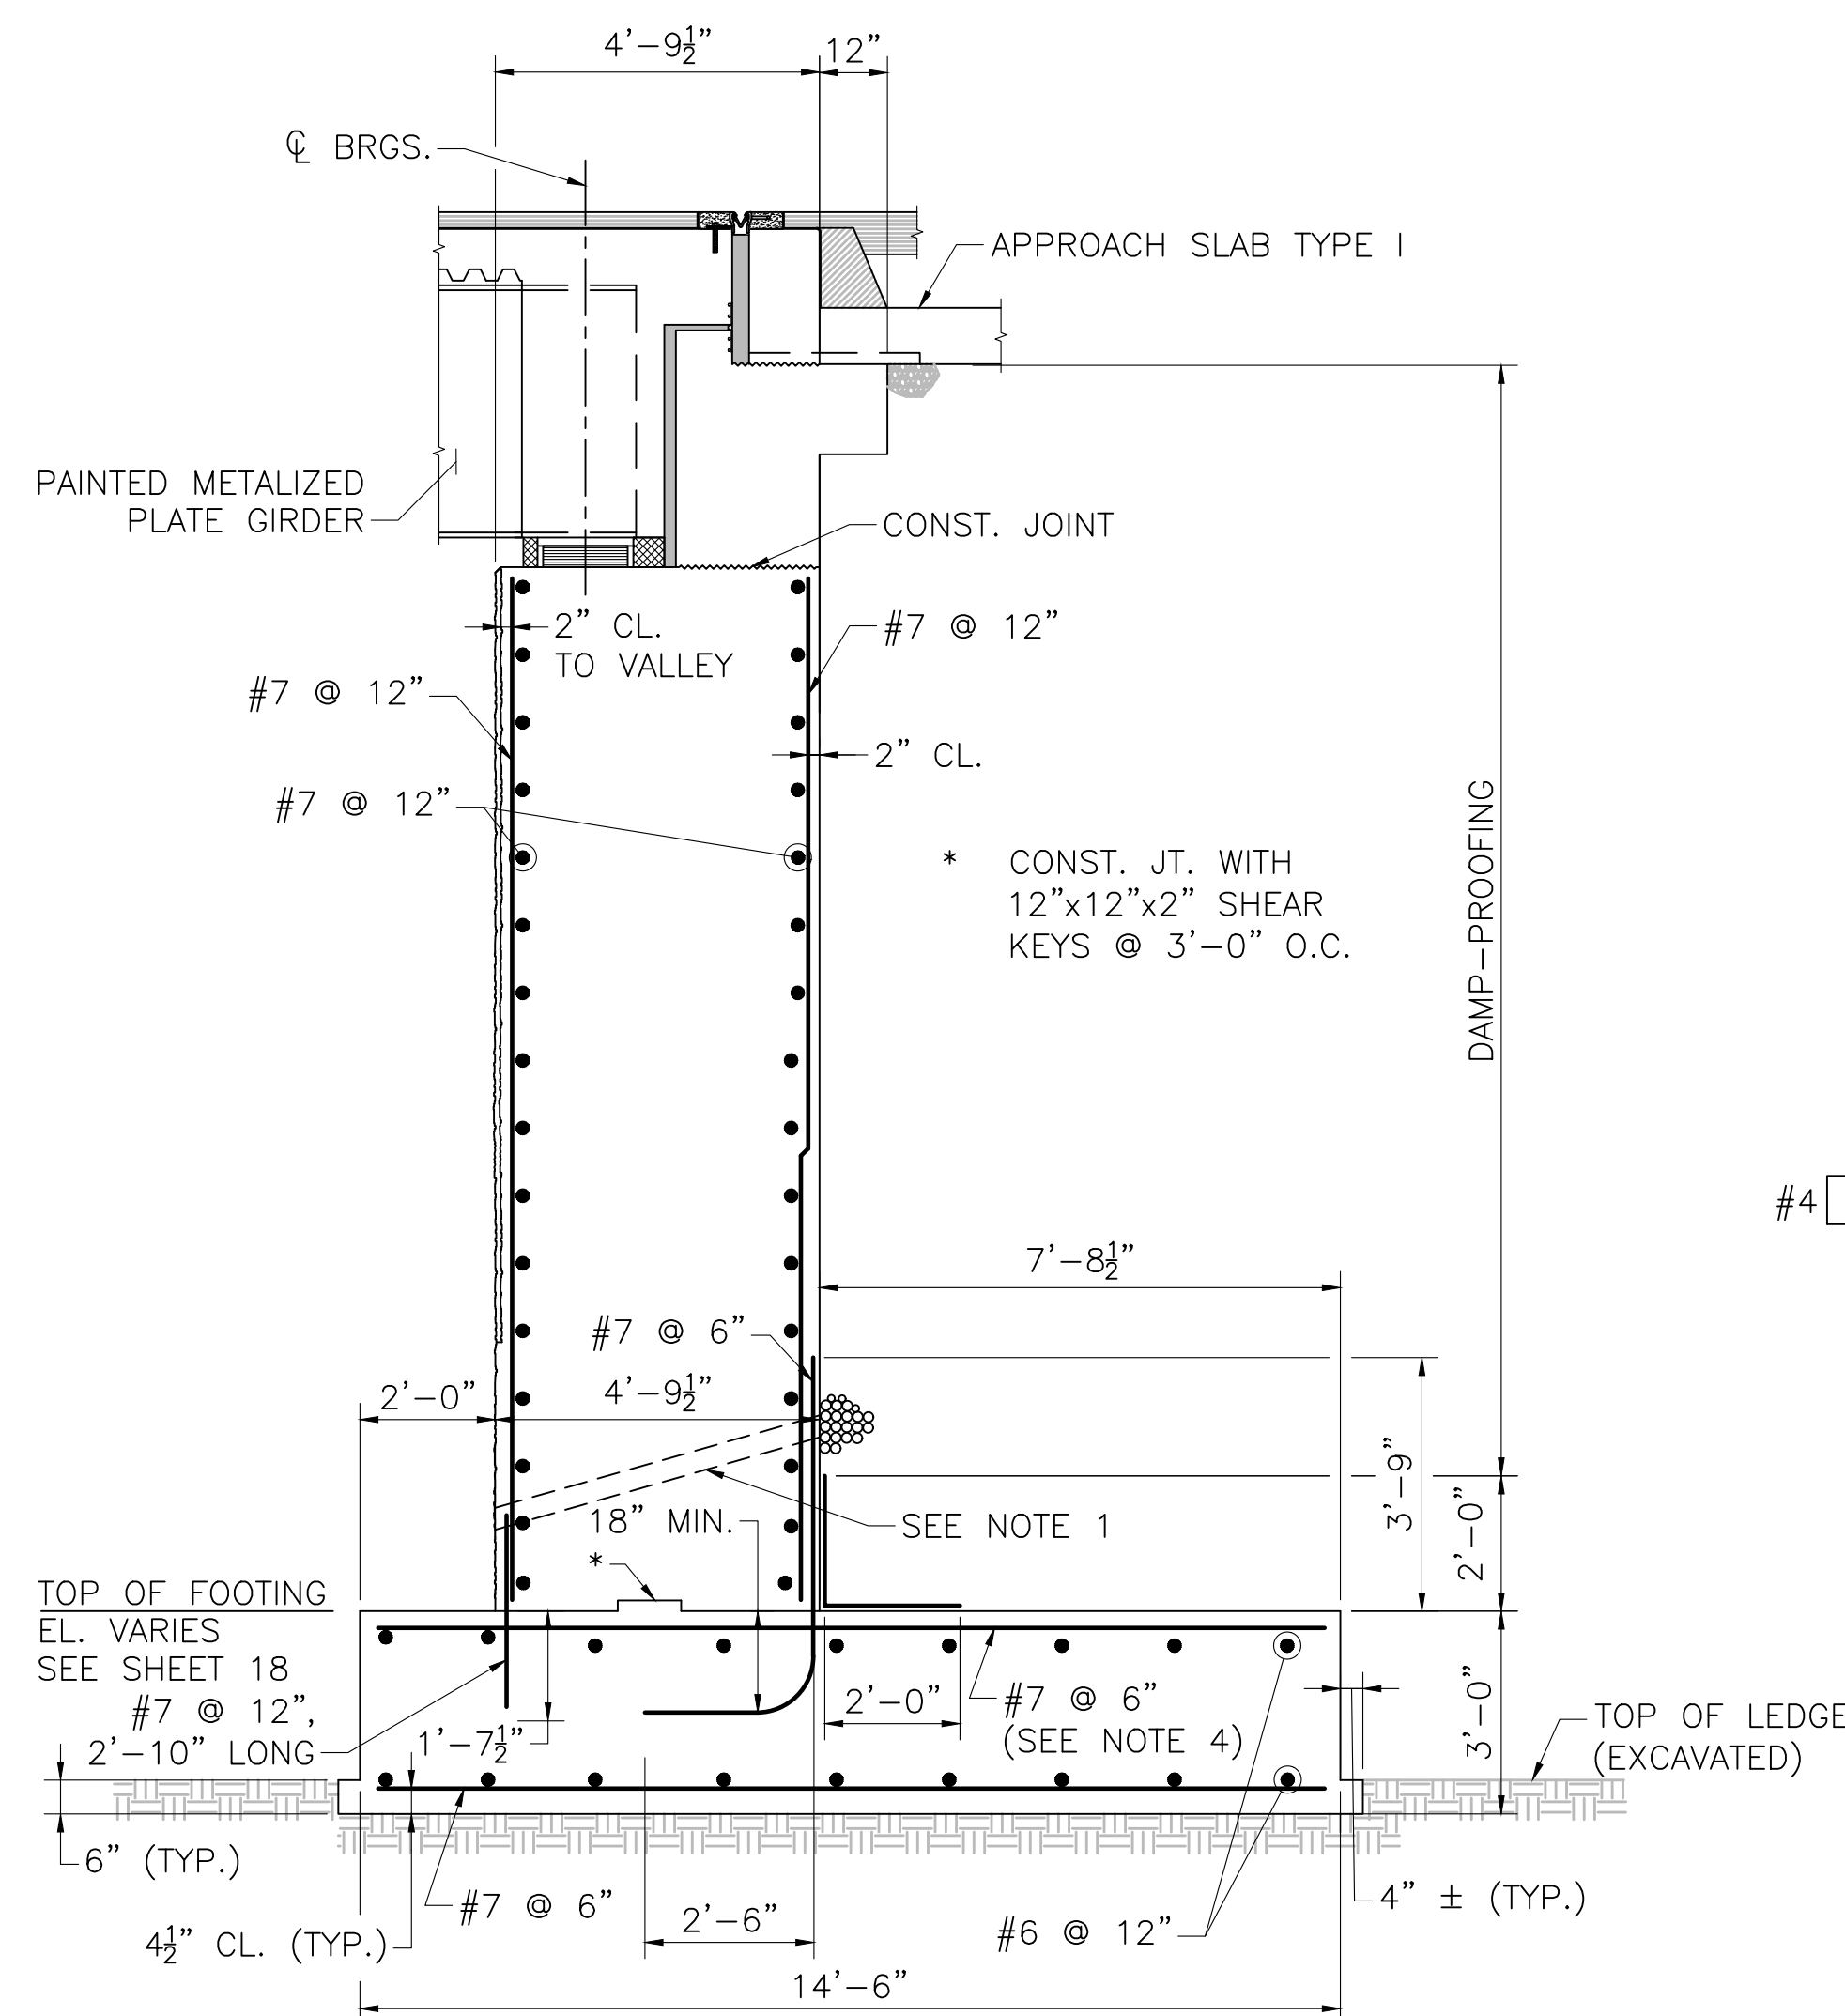 4'-9½"
12"
℄ BRGS.
APPROACH SLAB TYPE I
PAINTED METALIZED
PLATE GIRDER
CONST. JOINT
2" CL.
TO VALLEY
#7 @ 12"
#7 @ 12"
2" CL.
#7 @ 12"
* CONST. JT. WITH
12"x12"x2" SHEAR
KEYS @ 3'-0" O.C.
DAMP-PROOFING
#4
7'-8½"
#7 @ 6"
2'-0"
4'-9½"
3'-9"
2'-0"
18" MIN.
*
SEE NOTE 1
TOP OF FOOTING
EL. VARIES
SEE SHEET 18
#7 @ 12",
2'-10" LONG
1'-7½"
2'-0"
#7 @ 6"
(SEE NOTE 4)
3'-0"
TOP OF LEDGE
(EXCAVATED)
6" (TYP.)
#7 @ 6"
4½" CL. (TYP.)
2'-6"
#6 @ 12"
4" ± (TYP.)
14'-6"